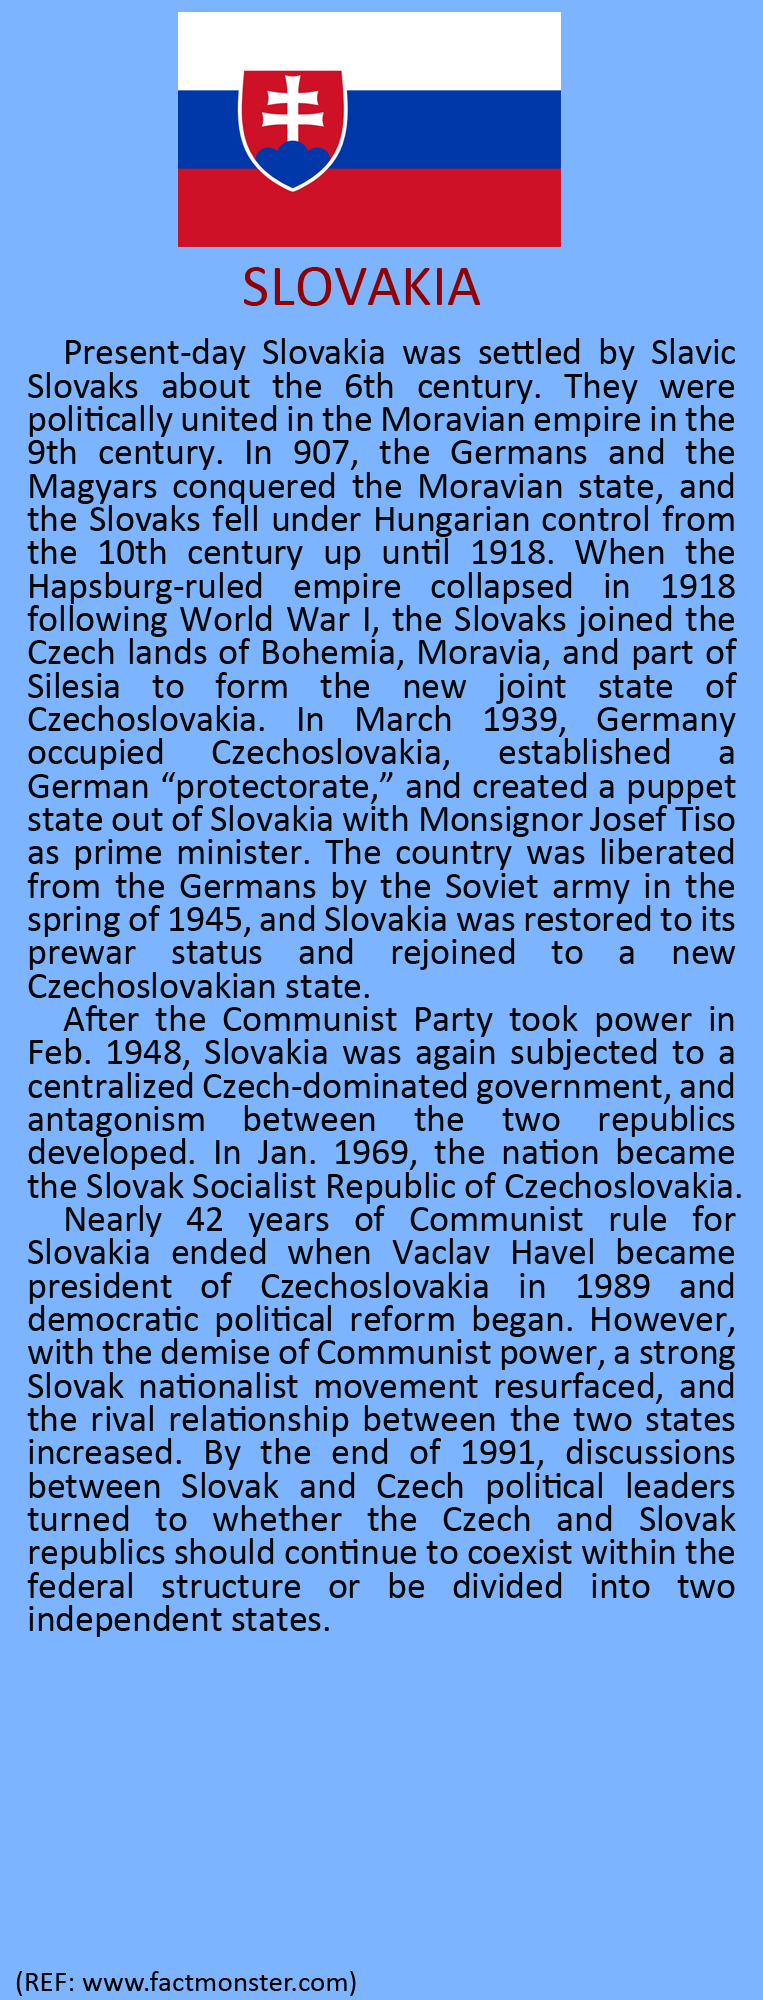 SLOVAKIA
Present-day Slovakia was settled by Slavic
Slovaks about the 6th century. They were
politically united in the Moravian empire in the
9th century. In 907, the Germans and the
Magyars conquered the Moravian state, and
the Slovaks fell under Hungarian control from
the 10th century up until 1918. When the
Hapsburg-ruled empire collapsed in 1918
following World War I, the Slovaks joined the
Czech lands of Bohemia, Moravia, and part of
Silesia to form the new joint state of
Czechoslovakia. In March 1939, Germany
occupied Czechoslovakia, established a
German “protectorate,” and created a puppet
state out of Slovakia with Monsignor Josef Tiso
as prime minister. The country was liberated
from the Germans by the Soviet army in the
spring of 1945, and Slovakia was restored to its
prewar status and rejoined to a new
Czechoslovakian state.
After the Communist Party took power in
Feb. 1948, Slovakia was again subjected to a
centralized Czech-dominated government, and
antagonism between the two republics
developed. In Jan. 1969, the nation became
the Slovak Socialist Republic of Czechoslovakia.
Nearly 42 years of Communist rule for
Slovakia ended when Vaclav Havel became
president of Czechoslovakia in 1989 and
democratic political reform began. However,
with the demise of Communist power, a strong
Slovak nationalist movement resurfaced, and
the rival relationship between the two states
increased. By the end of 1991, discussions
between Slovak and Czech political leaders
turned to whether the Czech and Slovak
republics should continue to coexist within the
federal structure or be divided into two
independent states.
(REF: www.factmonster.com)